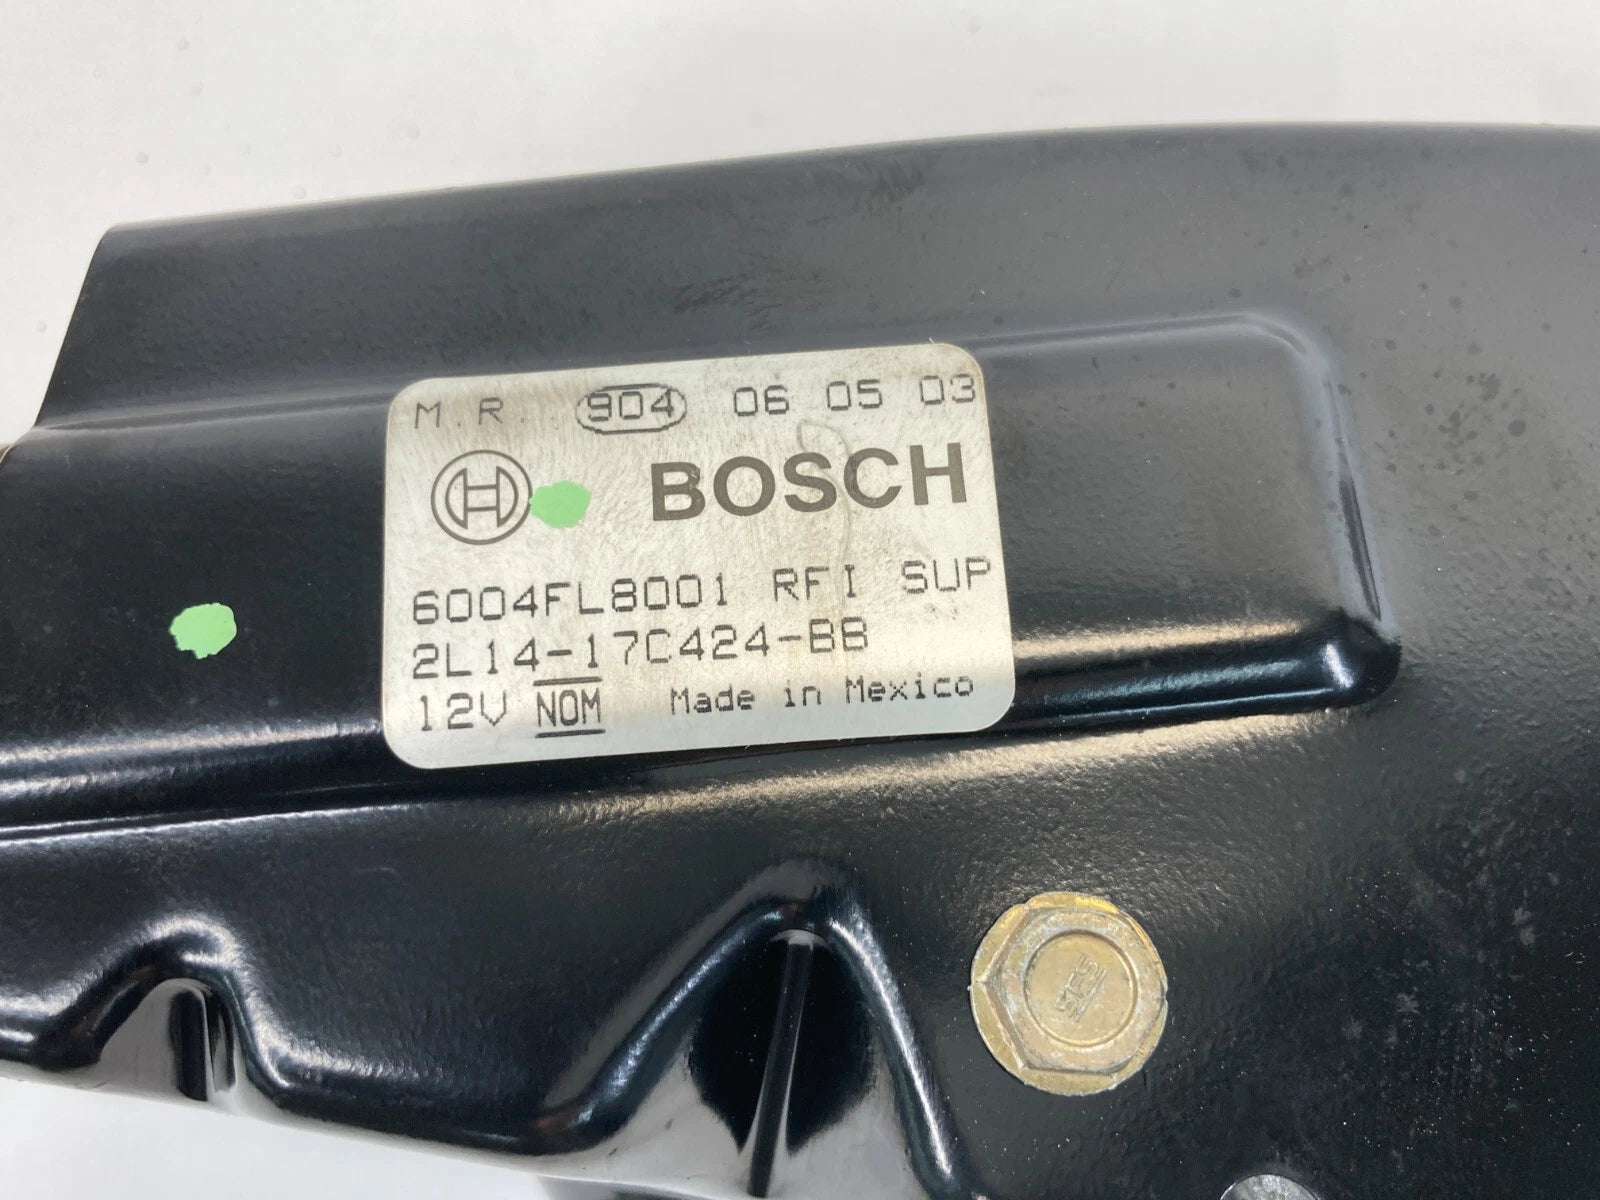 M.R. 904 06 05 03
BOSCH
6004FL8001 RFI SUP
2L14-17C424-BB
12V NOM Made in Mexico